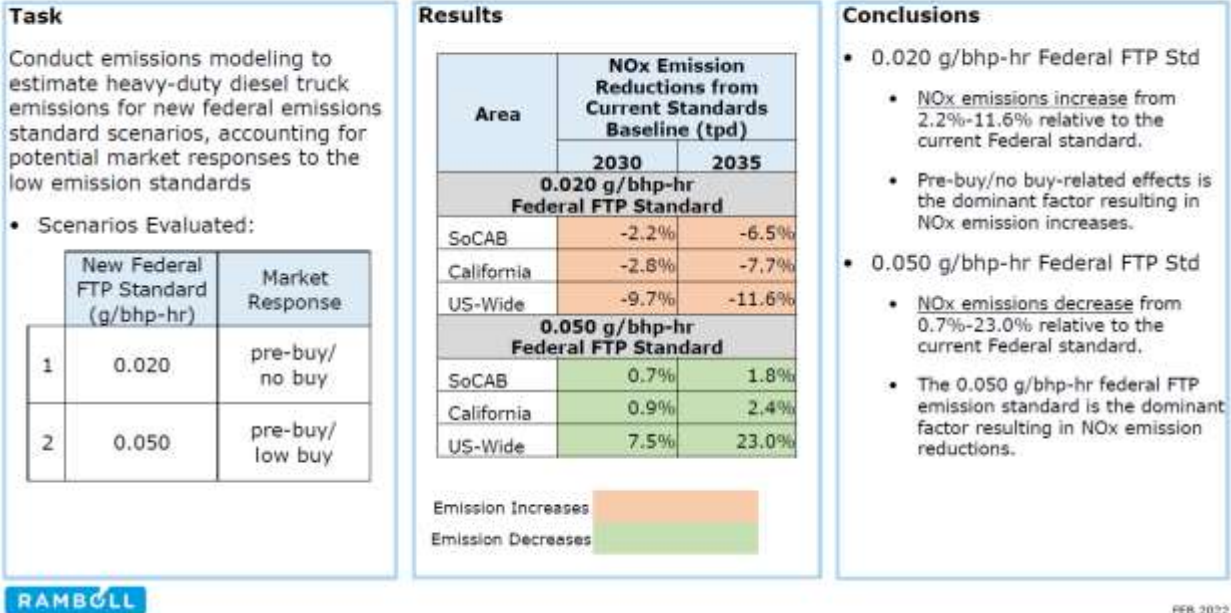 Task
Conduct emissions modeling to
estimate heavy-duty diesel truck
emissions for new federal emissions
standard scenarios, accounting for
potential market responses to the
low emission standards
• Scenarios Evaluated:
New Federal
FTP Standard
(g/bhp-hr)
Market
Response
1 0.020 pre-buy/
no buy
2 0.050 pre-buy/
low buy
Results
Area
NOx Emission
Reductions from
Current Standards
Baseline (tpd)
2030 2035
0.020 g/bhp-hr
Federal FTP Standard
SoCAB -2.2% -6.5%
California -2.8% -7.7%
US-Wide -9.7% -11.6%
0.050 g/bhp-hr
Federal FTP Standard
SoCAB 0.7% 1.8%
California 0.9% 2.4%
US-Wide 7.5% 23.0%
Emission Increases
Emission Decreases
Conclusions
• 0.020 g/bhp-hr Federal FTP Std
• NOx emissions increase from
2.2%-11.6% relative to the
current Federal standard.
• Pre-buy/no buy-related effects is
the dominant factor resulting in
NOx emission increases.
• 0.050 g/bhp-hr Federal FTP Std
• NOx emissions decrease from
0.7%-23.0% relative to the
current Federal standard.
• The 0.050 g/bhp-hr federal FTP
emission standard is the dominant
factor resulting in NOx emission
reductions.
RAMBOLL
FEB 2022